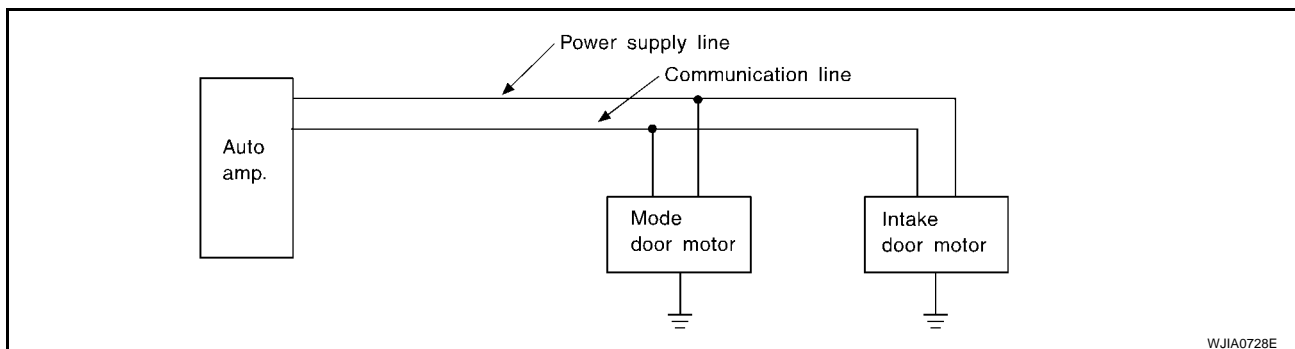 Power supply line
Communication line
Auto
amp.
Mode
door motor
Intake
door motor
WJIA0728E